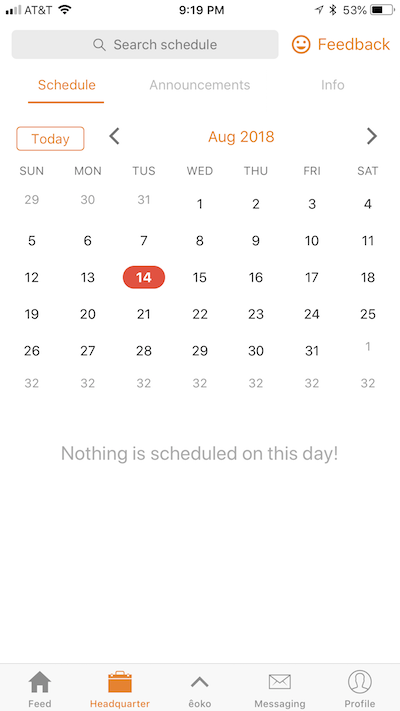 AT&T 9:19 PM 53%
Search schedule Feedback
Schedule Announcements Info
Today Aug 2018
SUN MON TUS WED THU FRI SAT
29 30 31 1 2 3 4
5 6 7 8 9 10 11
12 13 14 15 16 17 18
19 20 21 22 23 24 25
26 27 28 29 30 31 1
32 32 32 32 32 32 32
Nothing is scheduled on this day!
Feed Headquarter ēoko Messaging Profile